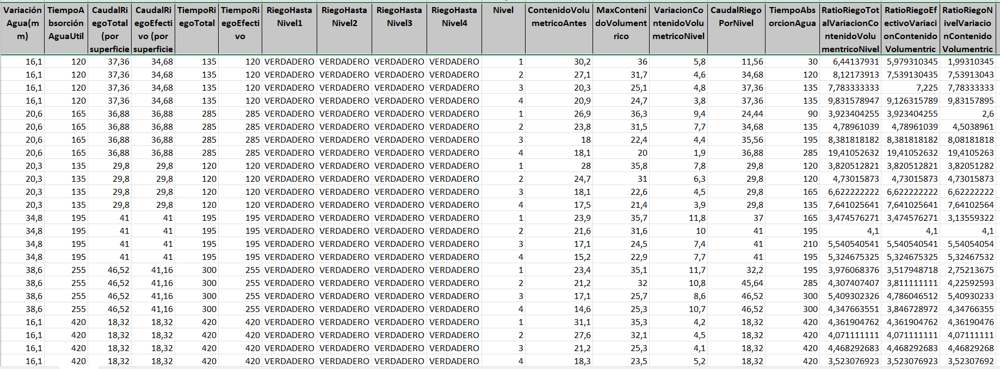 Variación Agua(mm) TiempoAbsorciónAguaUtil CaudalRiegoTotal (por superficie CaudalRiegoEfectivo (por superficie TiempoRiegoTotal TiempoRiegoEfectivo RiegoHastaNivel1 RiegoHastaNivel2 RiegoHastaNivel3 RiegoHastaNivel4 Nivel ContenidoVolumetricoAntes MaxContenidoVolumentrico VariacionContenidoVolumetricoNivel CaudalRiegoPorNivel TiempoAbsorcionAgua RatioRiegoTotalVariacionContenidoVolumentricoNivel RatioRiegoEfectivoVariacionContenidoVolumentric RatioRiegoNivelVariacionContenidoVolumentric
16,1 120 37,36 34,68 135 120 VERDADERO VERDADERO VERDADERO VERDADERO 1 30,2 36 5,8 11,56 30 6,44137931 5,979310345 1,99310345
16,1 120 37,36 34,68 135 120 VERDADERO VERDADERO VERDADERO VERDADERO 2 27,1 31,7 4,6 34,68 120 8,12173913 7,539130435 7,53913043
16,1 120 37,36 34,68 135 120 VERDADERO VERDADERO VERDADERO VERDADERO 3 20,3 25,1 4,8 37,36 135 7,783333333 7,225 7,78333333
16,1 120 37,36 34,68 135 120 VERDADERO VERDADERO VERDADERO VERDADERO 4 20,9 24,7 3,8 37,36 135 9,831578947 9,126315789 9,83157895
20,6 165 36,88 36,88 285 285 VERDADERO VERDADERO VERDADERO VERDADERO 1 26,9 36,3 9,4 24,44 90 3,923404255 3,923404255 2,6
20,6 165 36,88 36,88 285 285 VERDADERO VERDADERO VERDADERO VERDADERO 2 23,8 31,5 7,7 34,68 135 4,78961039 4,78961039 4,5038961
20,6 165 36,88 36,88 285 285 VERDADERO VERDADERO VERDADERO VERDADERO 3 18 22,4 4,4 35,56 195 8,381818182 8,381818182 8,08181818
20,6 165 36,88 36,88 285 285 VERDADERO VERDADERO VERDADERO VERDADERO 4 18,1 20 1,9 36,88 285 19,41052632 19,41052632 19,4105263
20,3 135 29,8 29,8 120 120 VERDADERO VERDADERO VERDADERO VERDADERO 1 28 35,8 7,8 29,8 120 3,820512821 3,820512821 3,82051282
20,3 135 29,8 29,8 120 120 VERDADERO VERDADERO VERDADERO VERDADERO 2 24,7 31 6,3 29,8 120 4,73015873 4,73015873 4,73015873
20,3 135 29,8 29,8 120 120 VERDADERO VERDADERO VERDADERO VERDADERO 3 18,1 22,6 4,5 29,8 165 6,622222222 6,622222222 6,62222222
20,3 135 29,8 29,8 120 120 VERDADERO VERDADERO VERDADERO VERDADERO 4 17,5 21,4 3,9 29,8 135 7,641025641 7,641025641 7,64102564
34,8 195 41 41 195 195 VERDADERO VERDADERO VERDADERO VERDADERO 1 23,9 35,7 11,8 37 165 3,474576271 3,474576271 3,13559322
34,8 195 41 41 195 195 VERDADERO VERDADERO VERDADERO VERDADERO 2 21,6 31,6 10 41 195 4,1 4,1 4,1
34,8 195 41 41 195 195 VERDADERO VERDADERO VERDADERO VERDADERO 3 17,1 24,5 7,4 41 210 5,540540541 5,540540541 5,54054054
34,8 195 41 41 195 195 VERDADERO VERDADERO VERDADERO VERDADERO 4 15,2 22,9 7,7 41 195 5,324675325 5,324675325 5,32467532
38,6 255 46,52 41,16 300 255 VERDADERO VERDADERO VERDADERO VERDADERO 1 23,4 35,1 11,7 32,2 195 3,976068376 3,517948718 2,75213675
38,6 255 46,52 41,16 300 255 VERDADERO VERDADERO VERDADERO VERDADERO 2 21,2 32 10,8 45,64 285 4,307407407 3,811111111 4,22592593
38,6 255 46,52 41,16 300 255 VERDADERO VERDADERO VERDADERO VERDADERO 3 17,1 25,7 8,6 46,52 300 5,409302326 4,786046512 5,40930233
38,6 255 46,52 41,16 300 255 VERDADERO VERDADERO VERDADERO VERDADERO 4 14,6 25,3 10,7 46,52 300 4,347663551 3,846728972 4,34766355
16,1 420 18,32 18,32 420 420 VERDADERO VERDADERO VERDADERO VERDADERO 1 31,1 35,3 4,2 18,32 420 4,361904762 4,361904762 4,36190476
16,1 420 18,32 18,32 420 420 VERDADERO VERDADERO VERDADERO VERDADERO 2 27,6 32,1 4,5 18,32 420 4,071111111 4,071111111 4,07111111
16,1 420 18,32 18,32 420 420 VERDADERO VERDADERO VERDADERO VERDADERO 3 21,2 25,3 4,1 18,32 420 4,468292683 4,468292683 4,46829268
16,1 420 18,32 18,32 420 420 VERDADERO VERDADERO VERDADERO VERDADERO 4 18,3 23,5 5,2 18,32 420 3,523076923 3,523076923 3,52307692